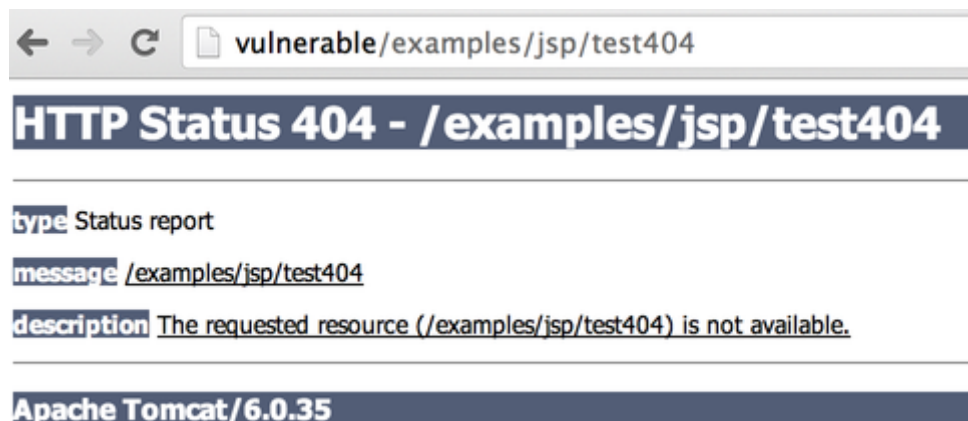 vulnerable/examples/jsp/test404
HTTP Status 404 - /examples/jsp/test404
type Status report
message /examples/jsp/test404
description The requested resource (/examples/jsp/test404) is not available.
Apache Tomcat/6.0.35